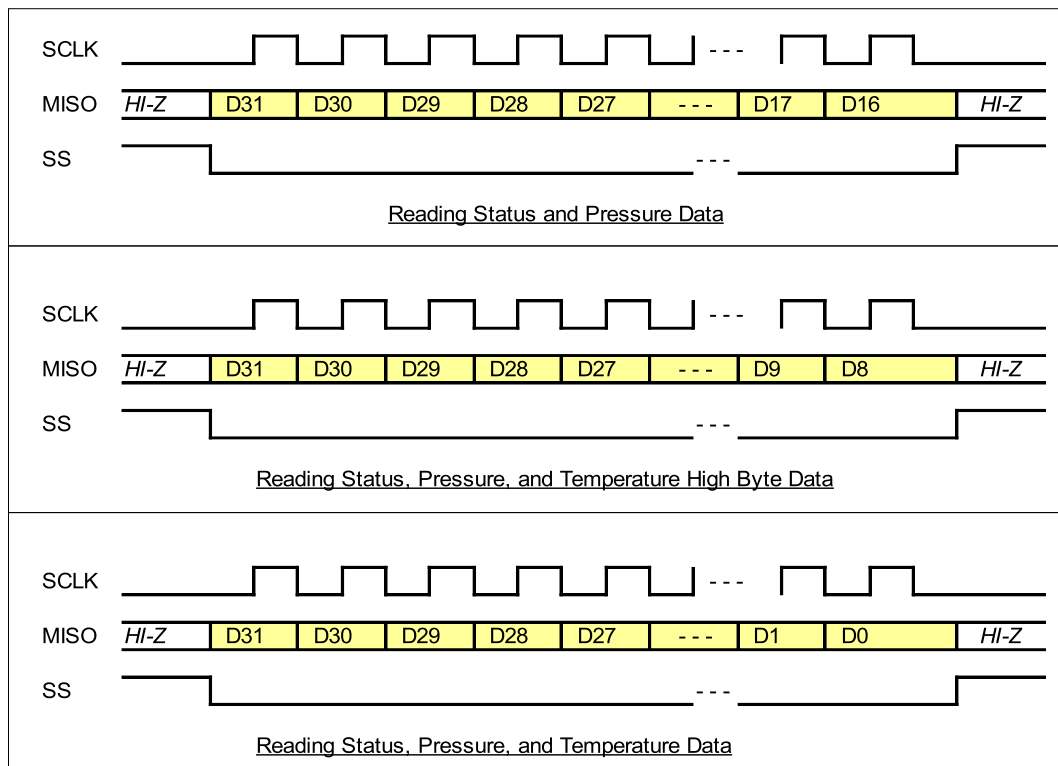 SCLK - - -
MISO HI-Z D31 D30 D29 D28 D27 - - - D17 D16 HI-Z
SS - - -
Reading Status and Pressure Data
SCLK - - -
MISO HI-Z D31 D30 D29 D28 D27 - - - D9 D8 HI-Z
SS - - -
Reading Status, Pressure, and Temperature High Byte Data
SCLK - - -
MISO HI-Z D31 D30 D29 D28 D27 - - - D1 D0 HI-Z
SS - - -
Reading Status, Pressure, and Temperature Data